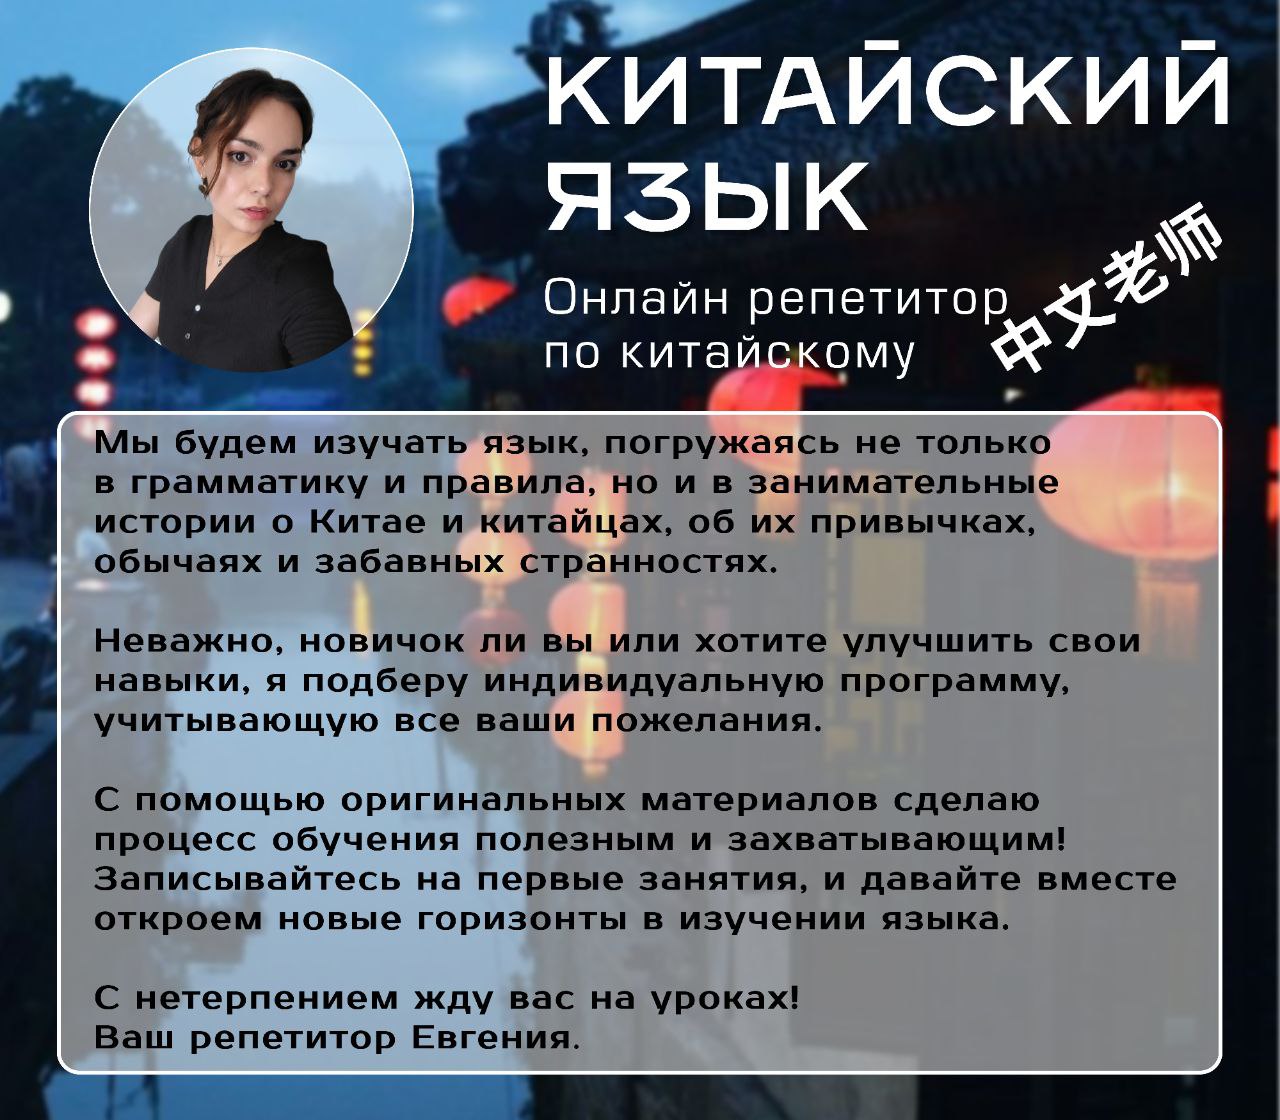 КИТАЙСКИЙ
ЯЗЫК
Онлайн репетитор
по китайскому
中文老师
Мы будем изучать язык, погружаясь не только
в грамматику и правила, но и в занимательные
истории о Китае и китайцах, об их привычках,
обычаях и забавных странностях.
Неважно, новичок ли вы или хотите улучшить свои
навыки, я подберу индивидуальную программу,
учитывающую все ваши пожелания.
С помощью оригинальных материалов сделаю
процесс обучения полезным и захватывающим!
Записывайтесь на первые занятия, и давайте вместе
откроем новые горизонты в изучении языка.
С нетерпением жду вас на уроках!
Ваш репетитор Евгения.